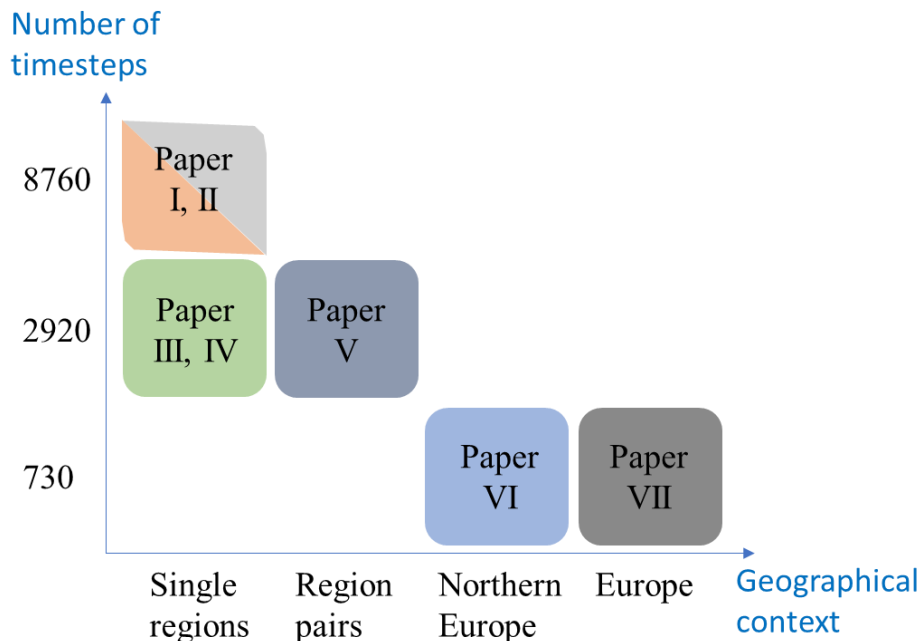 Number of
timesteps
8760
Paper
I, II
2920
Paper
III, IV
Paper
V
730
Paper
VI
Paper
VII
Single
regions
Region
pairs
Northern
Europe
Europe
Geographical
context